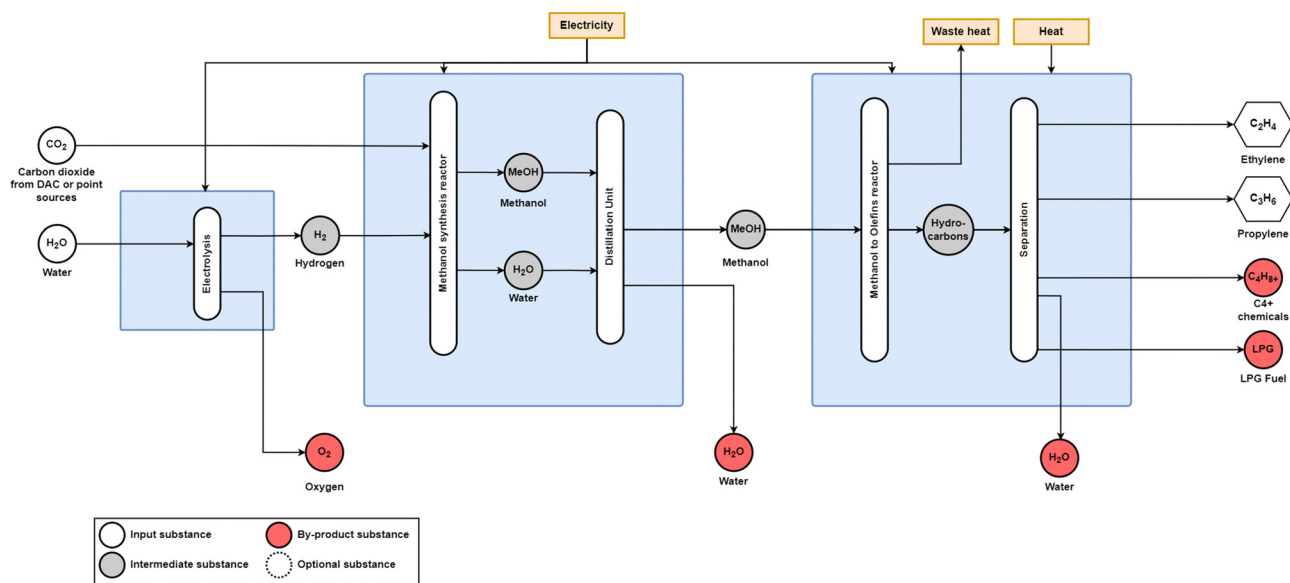 Electricity
Waste heat
Heat
CO₂
Carbon dioxide
from DAC or point
sources
H₂O
Water
Electrolysis
H₂
Hydrogen
O₂
Oxygen
Methanol synthesis reactor
MeOH
Methanol
H₂O
Water
Distillation Unit
MeOH
Methanol
H₂O
Water
Methanol to Olefins reactor
Hydro-
carbons
Separation
C₂H₄
Ethylene
C₃H₆
Propylene
C₄H₈₊
C4+
chemicals
LPG
LPG Fuel
H₂O
Water
Input substance
By-product substance
Intermediate substance
Optional substance